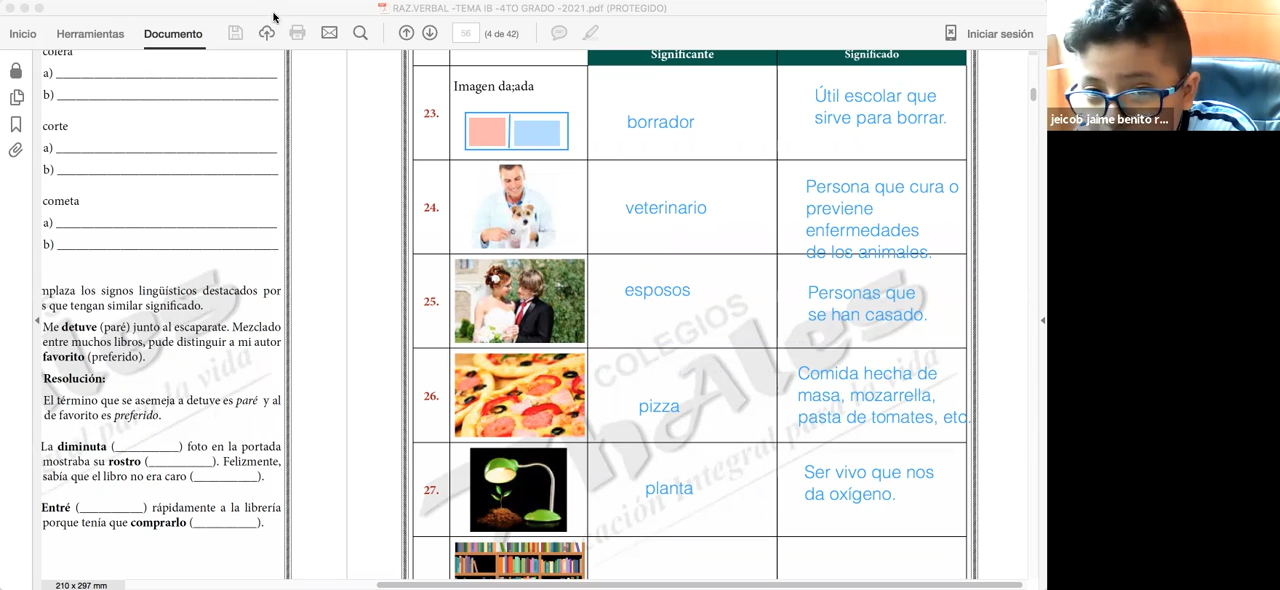 RAZ.VERBAL -TEMA IB -4TO GRADO -2021.pdf (PROTEGIDO)
Inicio Herramientas Documento 56 (4 de 42) Iniciar sesión
colera
a)
b)
corte
a)
b)
cometa
a)
b)
mplaza los signos lingüísticos destacados por
s que tengan similar significado.
Me detuve (paré) junto al escaparate. Mezclado
entre muchos libros, pude distinguir a mi autor
favorito (preferido).
Resolución:
El término que se asemeja a detuve es paré y al
de favorito es preferido.
La diminuta (__________) foto en la portada
mostraba su rostro (__________). Felizmente,
sabía que el libro no era caro (__________).
Entré (__________) rápidamente a la librería
porque tenía que comprarlo (__________).
210 x 297 mm
Significante Significado
Imagen da;ada
23.
borrador
Útil escolar que
sirve para borrar.
24.
veterinario
Persona que cura o
previene
enfermedades
de los animales.
25.
esposos
Personas que
se han casado.
26.
pizza
Comida hecha de
masa, mozarrella,
pasta de tomates, etc.
27.
planta
Ser vivo que nos
da oxígeno.
COLEGIOS
jeicob jaime benito r...